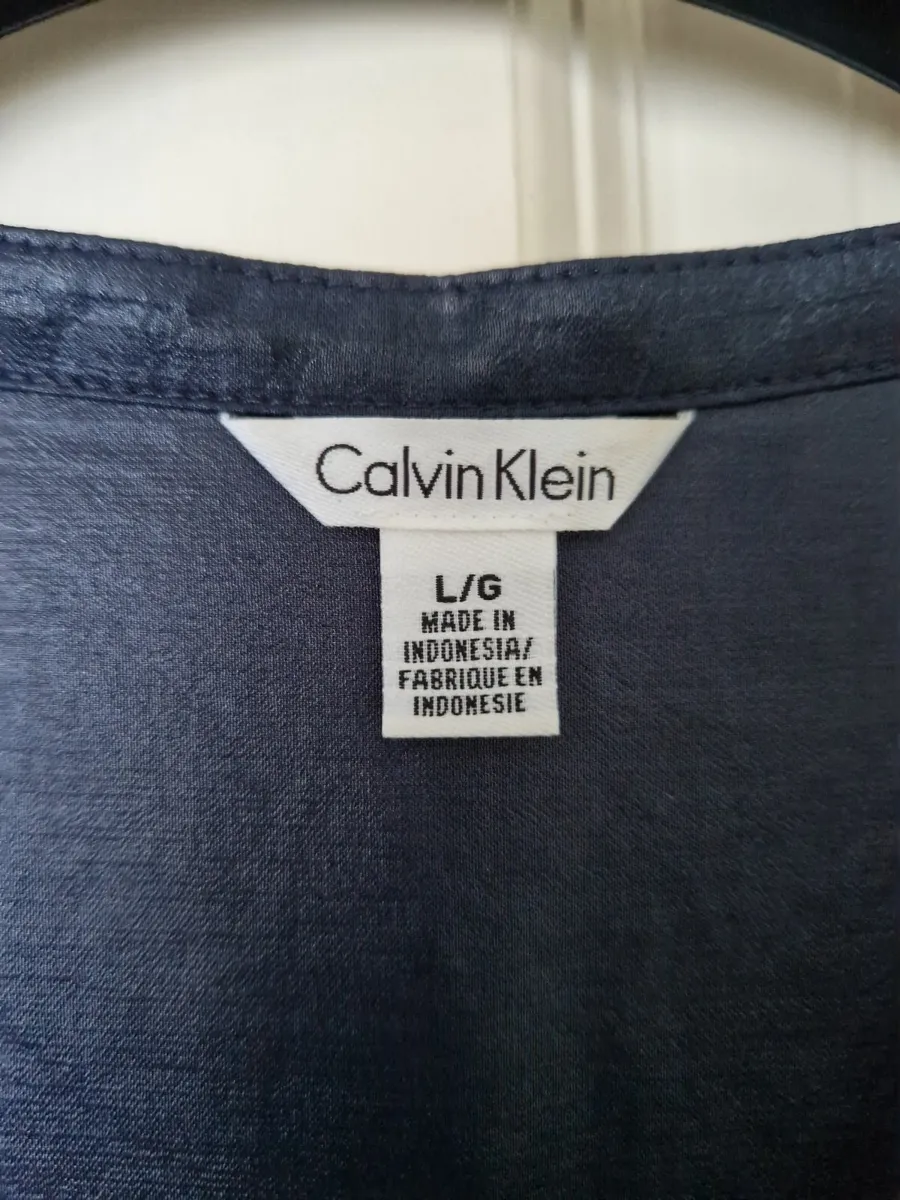 Calvin Klein
L/G
MADE IN
INDONESIA/
FABRIQUE EN
INDONESIE